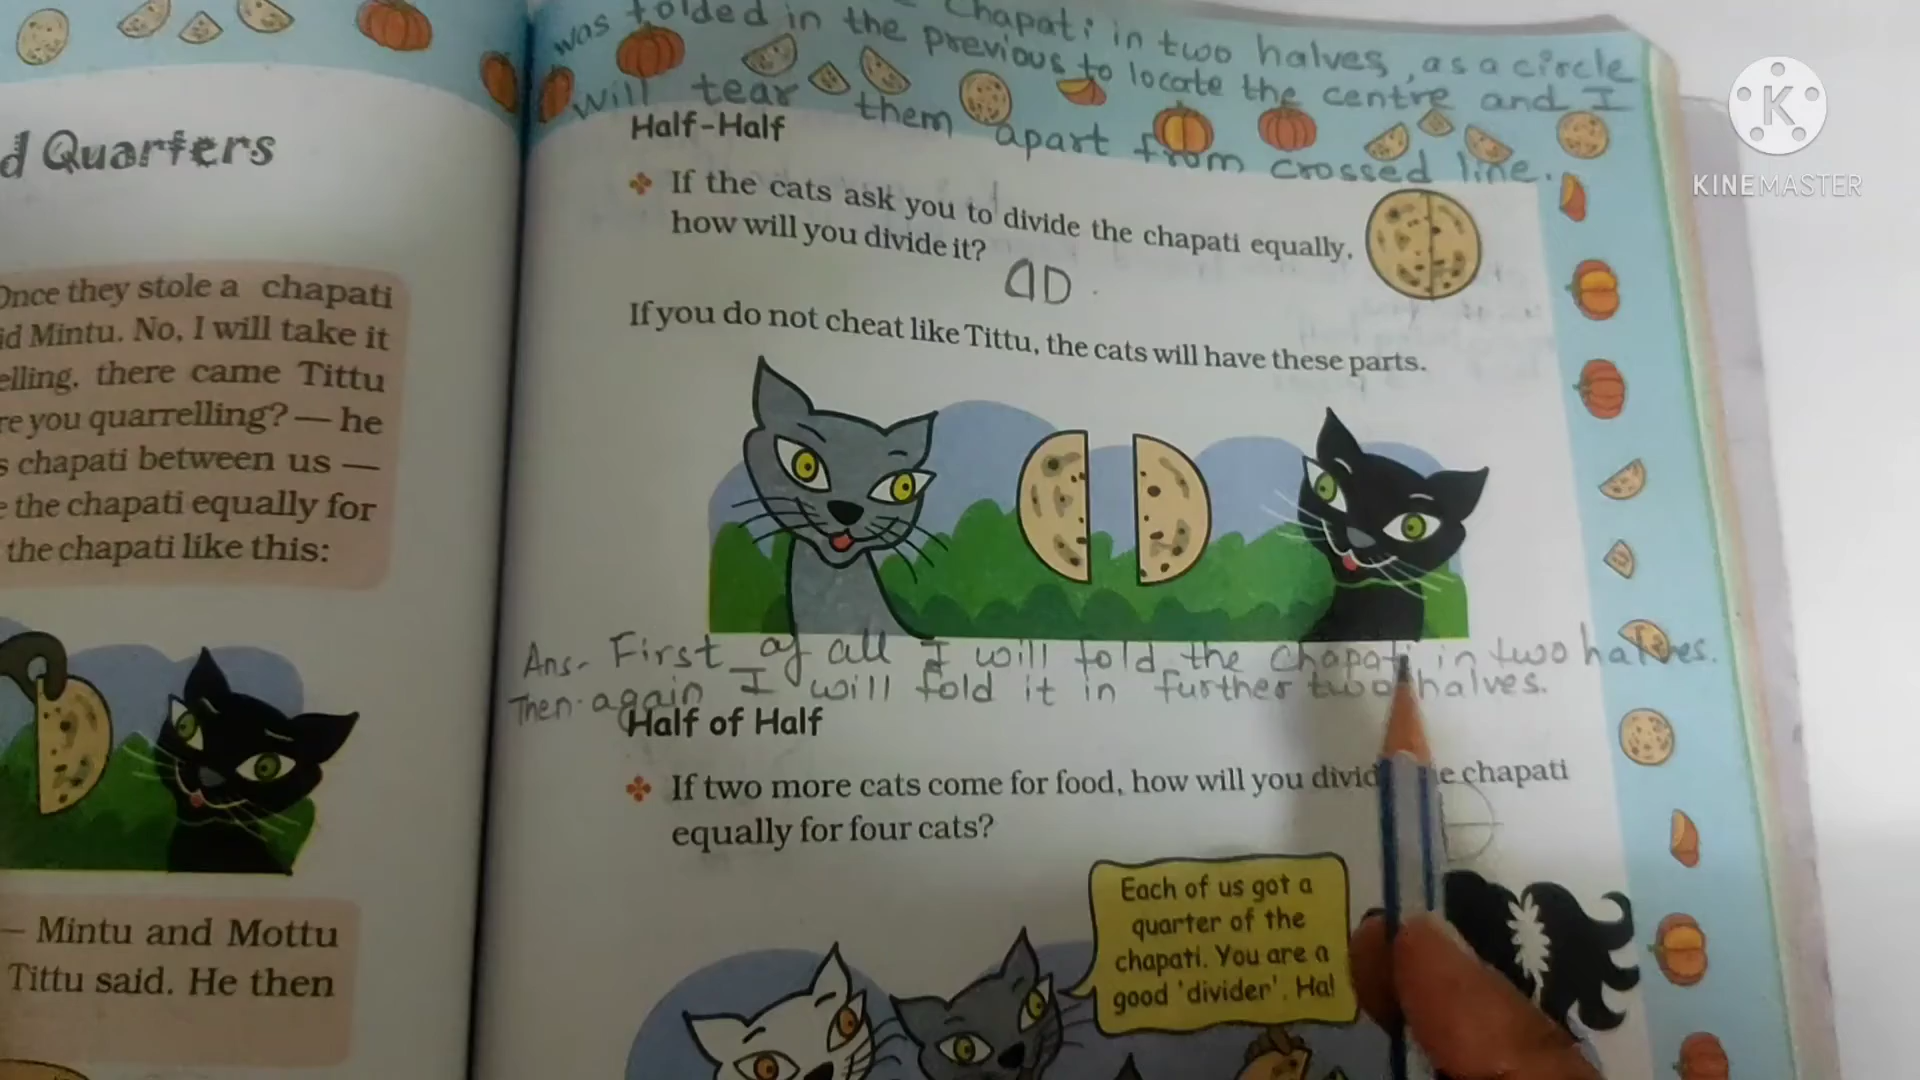 Chapati in two halves, as a circle
was folded in the previous to locate the centre and I
will tear them apart from crossed line.
KINEMASTER
d Quarters
Half-Half
If the cats ask you to divide the chapati equally,
how will you divide it?
If you do not cheat like Tittu, the cats will have these parts.
Once they stole a chapati
id Mintu. No, I will take it
elling, there came Tittu
re you quarrelling? — he
s chapati between us —
e the chapati equally for
the chapati like this:
Ans- First of all I will fold the chapati in two halves.
Then again I will fold it in further two halves.
Half of Half
If two more cats come for food, how will you divid e chapati
equally for four cats?
Each of us got a
quarter of the
chapati. You are a
good 'divider'. Ha!
— Mintu and Mottu
Tittu said. He then